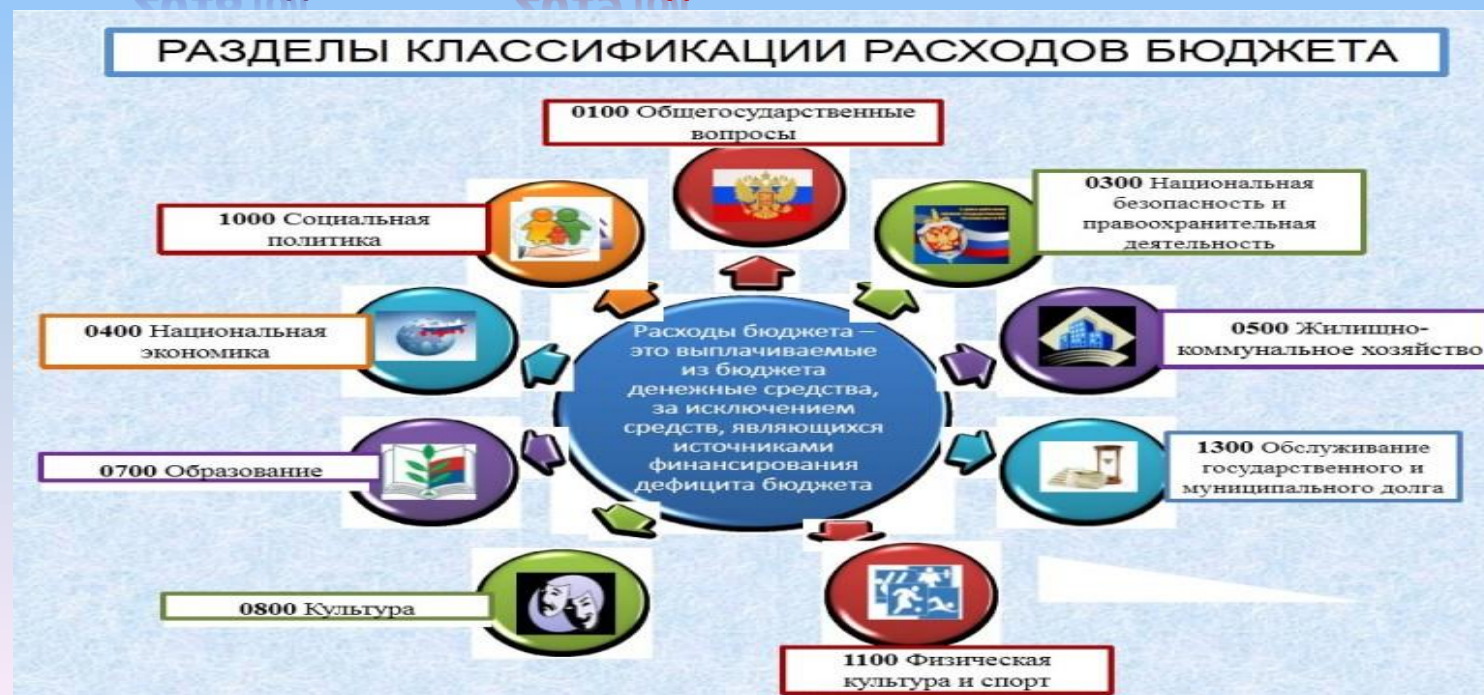 РАЗДЕЛЫ КЛАССИФИКАЦИИ РАСХОДОВ БЮДЖЕТА
0100 Общегосударственные
вопросы
0300 Национальная
безопасность и
правоохранительная
деятельность
1000 Социальная
политика
0400 Национальная
экономика
0500 Жилищно-
коммунальное хозяйство
Расходы бюджета –
это выплачиваемые
из бюджета
денежные средства,
за исключением
средств, являющихся
источниками
финансирования
дефицита бюджета
0700 Образование
1300 Обслуживание
государственного и
муниципального долга
0800 Культура
1100 Физическая
культура и спорт